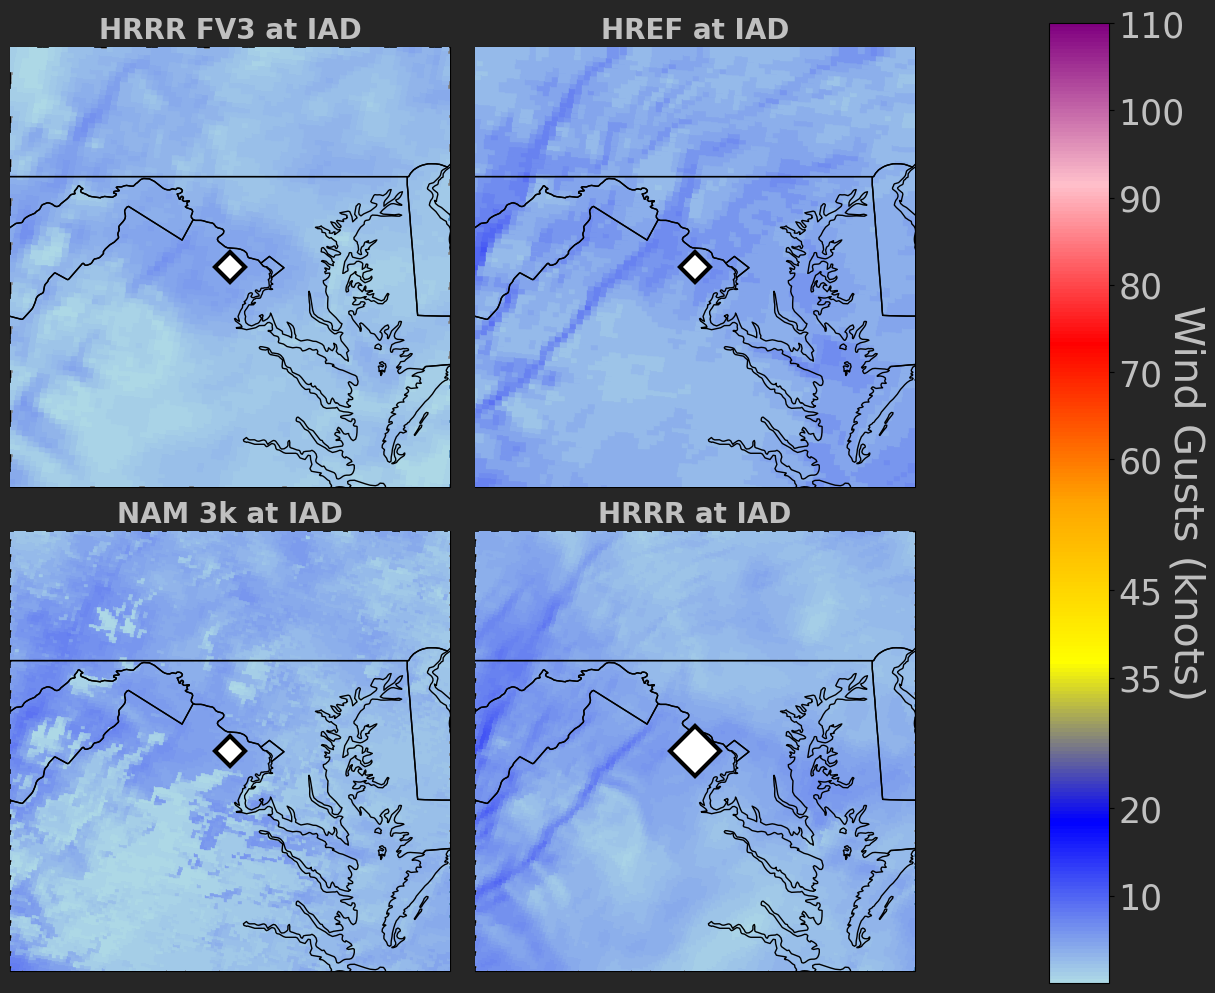 HRRR FV3 at IAD
HREF at IAD
NAM 3k at IAD
HRRR at IAD
110
100
90
80
70
60
45
35
20
10
Wind Gusts (knots)